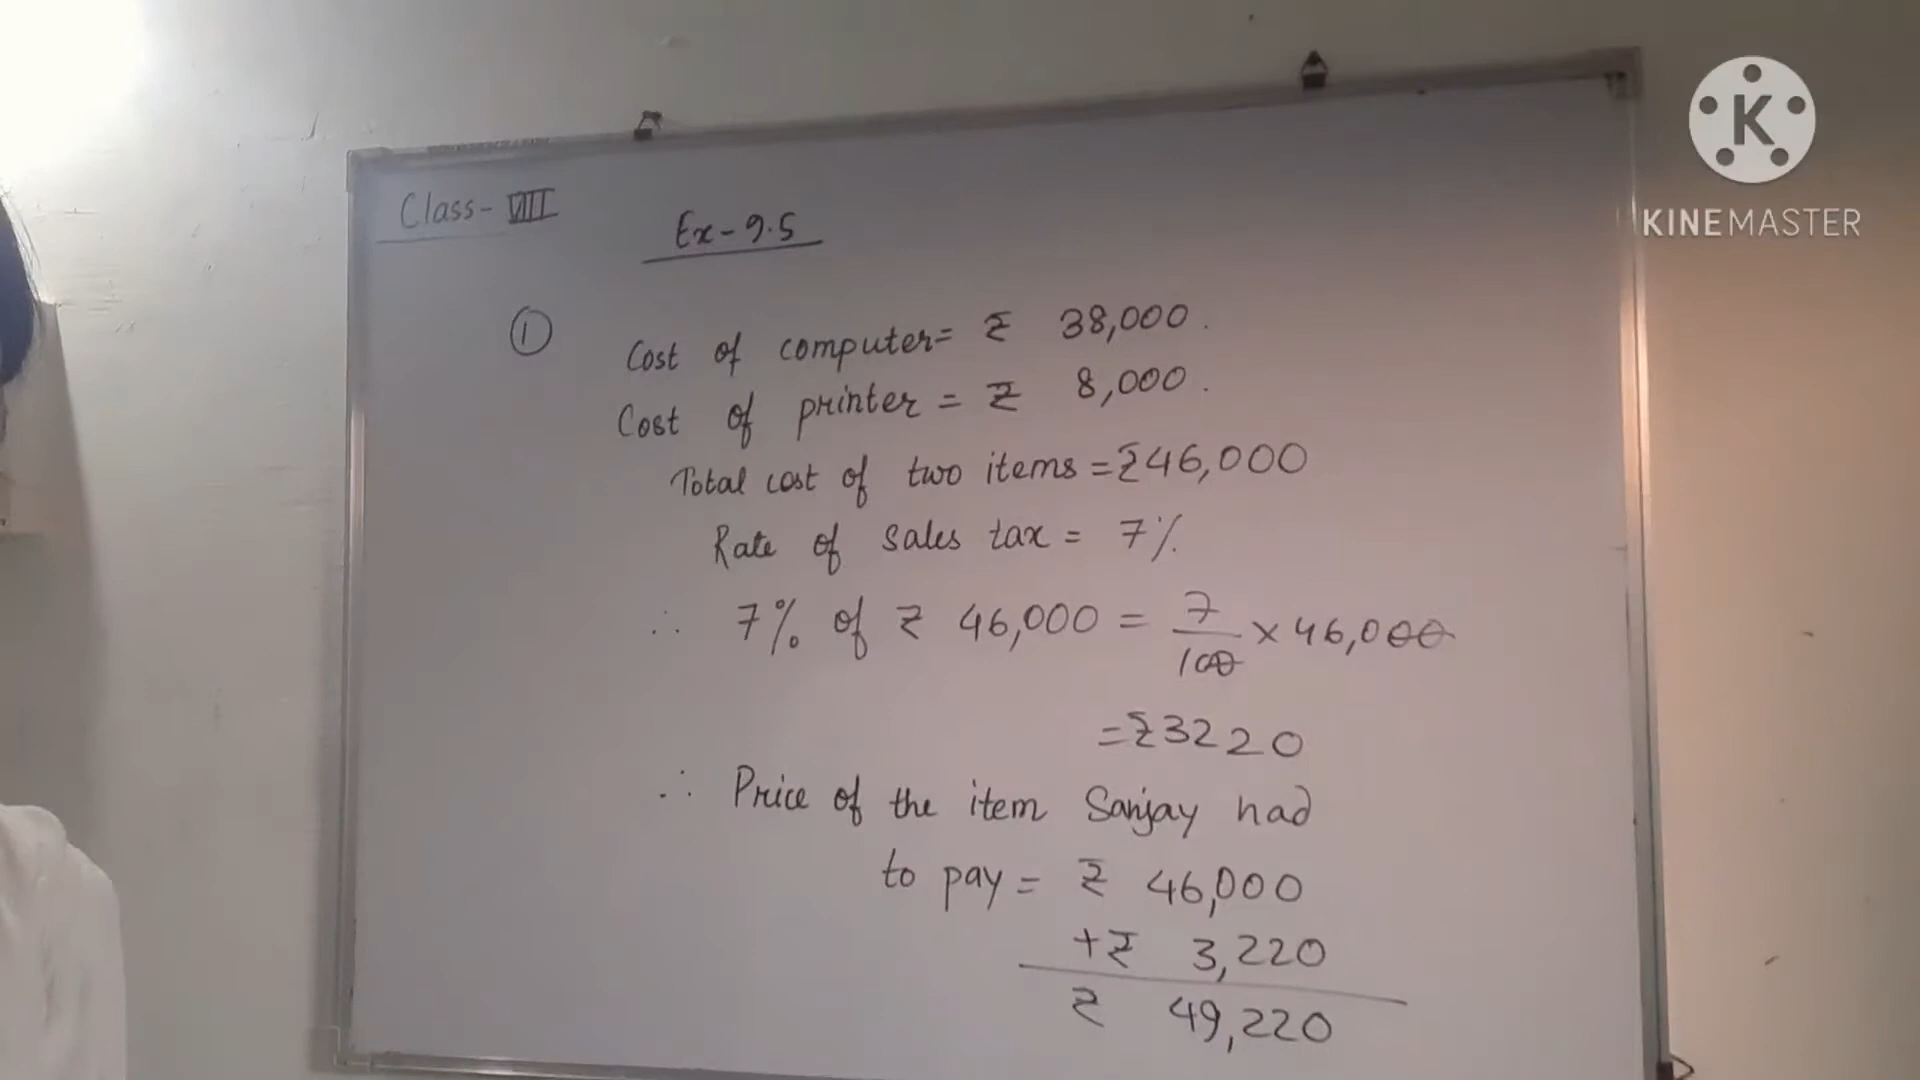 Class- VIII
Ex-9.5
① Cost of computer= ₹ 38,000.
Cost of printer = ₹ 8,000.
Total cost of two items = ₹46,000
Rate of sales tax = 7%
∴ 7% of ₹ 46,000 = 7/100 × 46,000
=₹3220
∴ Price of the item Sanjay had
to pay = ₹ 46,000
+₹ 3,220
₹ 49,220
K
KINEMASTER